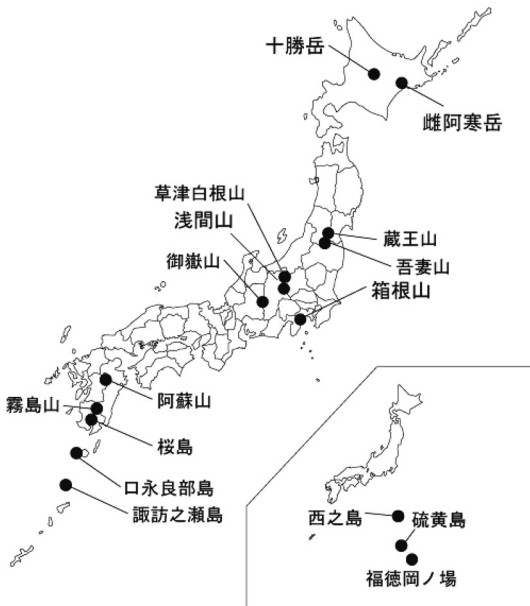 十勝岳
雌阿寒岳
草津白根山
浅間山
蔵王山
御嶽山
吾妻山
箱根山
阿蘇山
霧島山
桜島
口永良部島
諏訪之瀬島
西之島
硫黄島
福徳岡ノ場